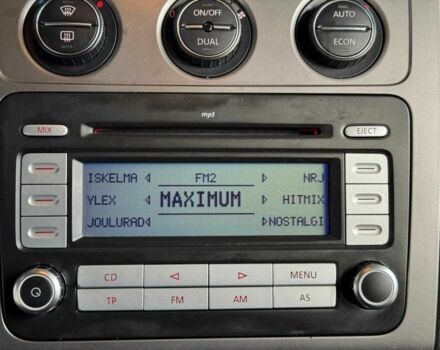 ON/OFF
AUTO
DUAL
ECON
mp3
MIX
EJECT
ISKELMA FM2 NRJ
YLEX MAXIMUM HITMIX
JOULURAD NOSTALGI
CD MENU
TP FM AM AS